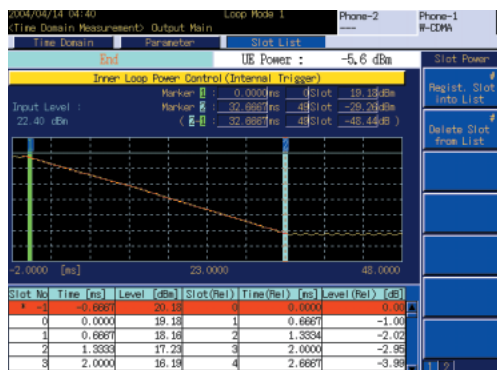 2004/04/14 04:40 Loop Mode 1 Phone-2 Phone-1
<Time Domain Measurement> Output Main ---- W-CDMA
Time Domain Parameter Slot List
End UE Power : -5.6 dBm Slot Power
Inner Loop Power Control(Internal Trigger)
Marker 1 : 0.0000ms 0Slot 19.18dBm
Input Level : Marker 2 : 32.6667ms 49Slot -29.26dBm
22.40 dBm ( 2-1 : 32.6667ms 49Slot -48.44dB )
#
Regist. Slot
into List
#
Delete Slot
from List
1 2
-2.0000 [ms] 23.0000 48.0000
Slot No Time [ms] Level [dBm] Slot(Rel) Time(Rel) [ms] Level(Rel) [dB]
* -1 -0.6667 20.18 0 0.0000 0.00
0 0.0000 19.18 1 0.6667 -1.00
1 0.6667 18.16 2 1.3334 -2.02
2 1.3333 17.23 3 2.0000 -2.95
3 2.0000 16.19 4 2.6667 -3.99
1 2